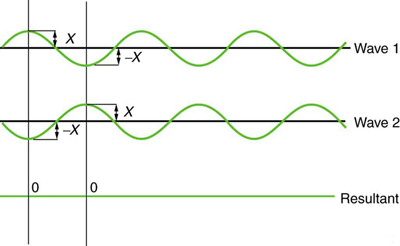 X
–X
Wave 1
–X
X
Wave 2
0
0
Resultant